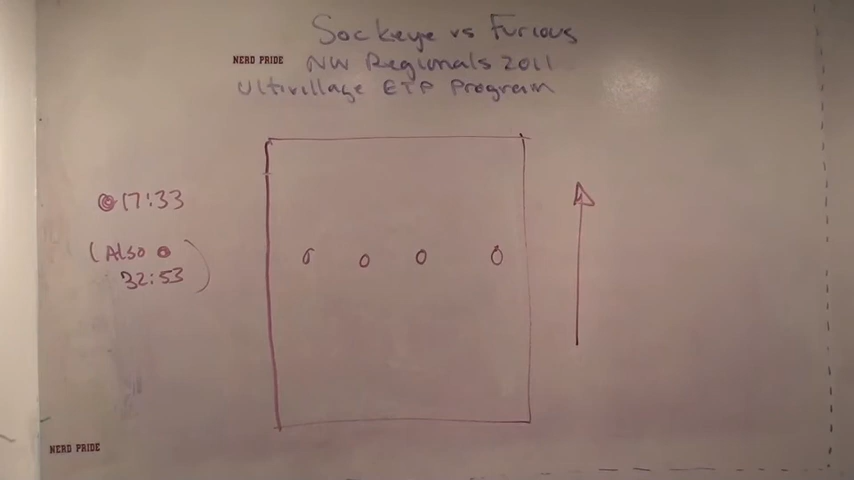 Sockeye vs Furious
NERD PRIDE NW Regionals 2011
Ultivillage ETP Program
@17:33
(Also @
32:53)
NERD PRIDE